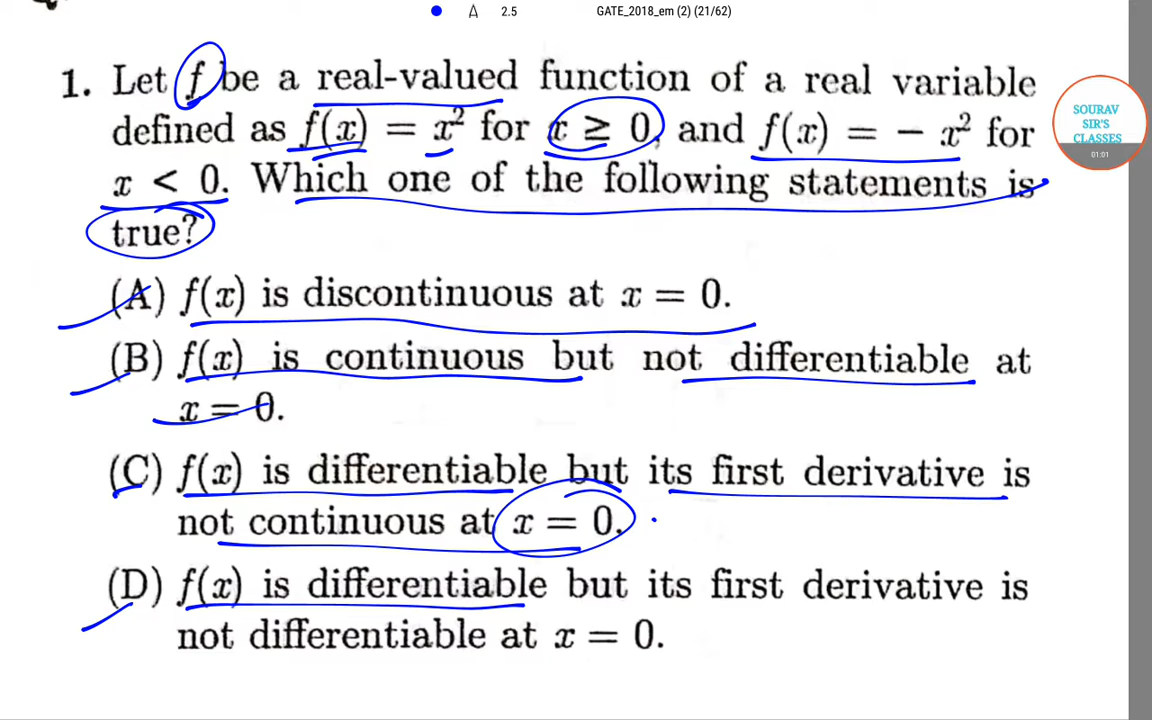 2.5 GATE_2018_em (2) (21/62)
1. Let f be a real-valued function of a real variable
defined as f(x) = x² for x ≥ 0, and f(x) = − x² for
x < 0. Which one of the following statements is
true?
(A) f(x) is discontinuous at x = 0.
(B) f(x) is continuous but not differentiable at
x = 0.
(C) f(x) is differentiable but its first derivative is
not continuous at x = 0.
(D) f(x) is differentiable but its first derivative is
not differentiable at x = 0.
SOURAV
SIR'S
CLASSES
01:01